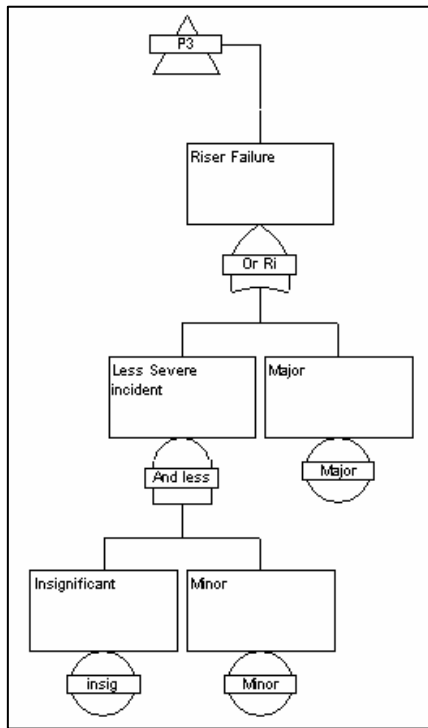 P3
Riser Failure
Or Ri
Less Severe
incident
Major
And less
Major
Insignificant
Minor
insig
Minor